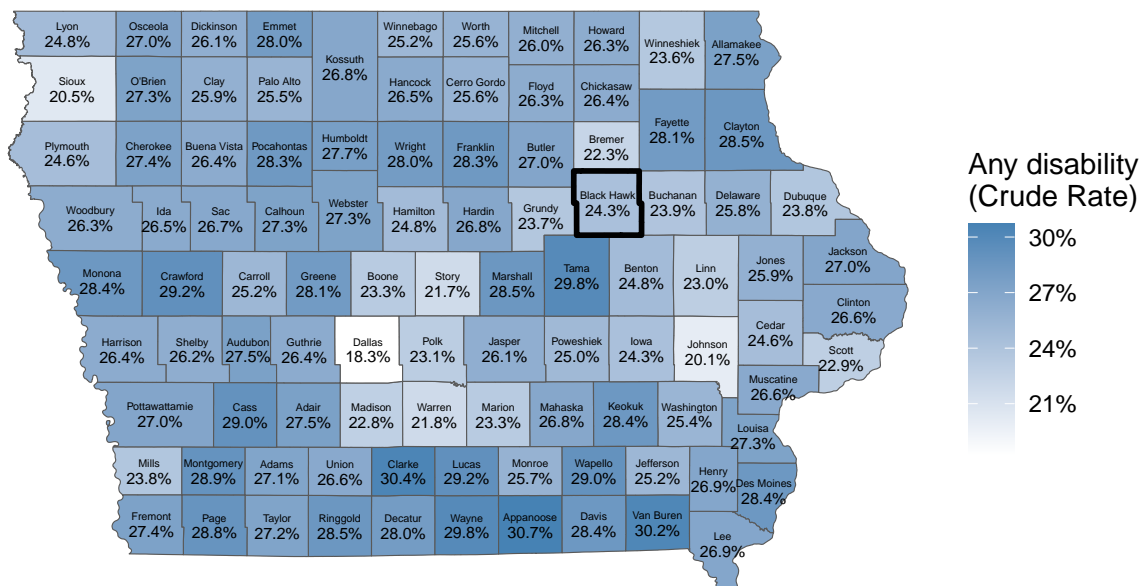 Lyon
24.8%
Osceola
27.0%
Dickinson
26.1%
Emmet
28.0%
Kossuth
26.8%
Winnebago
25.2%
Worth
25.6%
Mitchell
26.0%
Howard
26.3%
Winneshiek
23.6%
Allamakee
27.5%
Sioux
20.5%
O'Brien
27.3%
Clay
25.9%
Palo Alto
25.5%
Hancock
26.5%
Cerro Gordo
25.6%
Floyd
26.3%
Chickasaw
26.4%
Plymouth
24.6%
Cherokee
27.4%
Buena Vista
26.4%
Pocahontas
28.3%
Humboldt
27.7%
Wright
28.0%
Franklin
28.3%
Butler
27.0%
Bremer
22.3%
Fayette
28.1%
Clayton
28.5%
Woodbury
26.3%
Ida
26.5%
Sac
26.7%
Calhoun
27.3%
Webster
27.3%
Hamilton
24.8%
Hardin
26.8%
Grundy
23.7%
Black Hawk
24.3%
Buchanan
23.9%
Delaware
25.8%
Dubuque
23.8%
Monona
28.4%
Crawford
29.2%
Carroll
25.2%
Greene
28.1%
Boone
23.3%
Story
21.7%
Marshall
28.5%
Tama
29.8%
Benton
24.8%
Linn
23.0%
Jones
25.9%
Jackson
27.0%
Clinton
26.6%
Harrison
26.4%
Shelby
26.2%
Audubon
27.5%
Guthrie
26.4%
Dallas
18.3%
Polk
23.1%
Jasper
26.1%
Poweshiek
25.0%
Iowa
24.3%
Johnson
20.1%
Cedar
24.6%
Scott
22.9%
Muscatine
26.6%
Pottawattamie
27.0%
Cass
29.0%
Adair
27.5%
Madison
22.8%
Warren
21.8%
Marion
23.3%
Mahaska
26.8%
Keokuk
28.4%
Washington
25.4%
Louisa
27.3%
Mills
23.8%
Montgomery
28.9%
Adams
27.1%
Union
26.6%
Clarke
30.4%
Lucas
29.2%
Monroe
25.7%
Wapello
29.0%
Jefferson
25.2%
Henry
26.9%
Des Moines
28.4%
Fremont
27.4%
Page
28.8%
Taylor
27.2%
Ringgold
28.5%
Decatur
28.0%
Wayne
29.8%
Appanoose
30.7%
Davis
28.4%
Van Buren
30.2%
Lee
26.9%
Any disability
(Crude Rate)
30%
27%
24%
21%